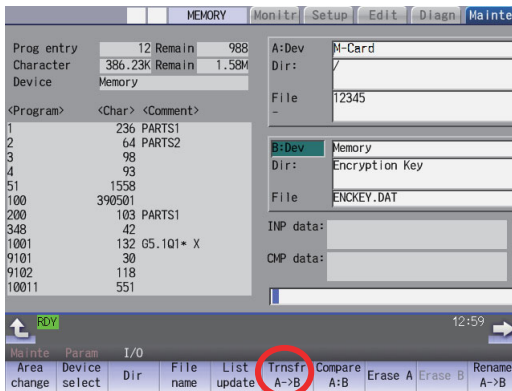 MEMORY Monitr Setup Edit Diagn Mainte
Prog entry 12 Remain 988
Character 386.23K Remain 1.58M
Device Memory
<Program> <Char> <Comment>
1 236 PARTS1
2 64 PARTS2
3 98
4 93
51 1558
100 390501
200 103 PARTS1
348 42
1001 132 G5.1Q1* X
9101 30
9102 118
10011 551
A:Dev M-Card
Dir: /
File 12345
-
B:Dev Memory
Dir: Encryption Key
File ENCKEY.DAT
INP data:
CMP data:
RDY 12:59
Mainte Param I/O
Area change Device select Dir File name List update Trnsfr A->B Compare A:B Erase A Erase B Rename A->B